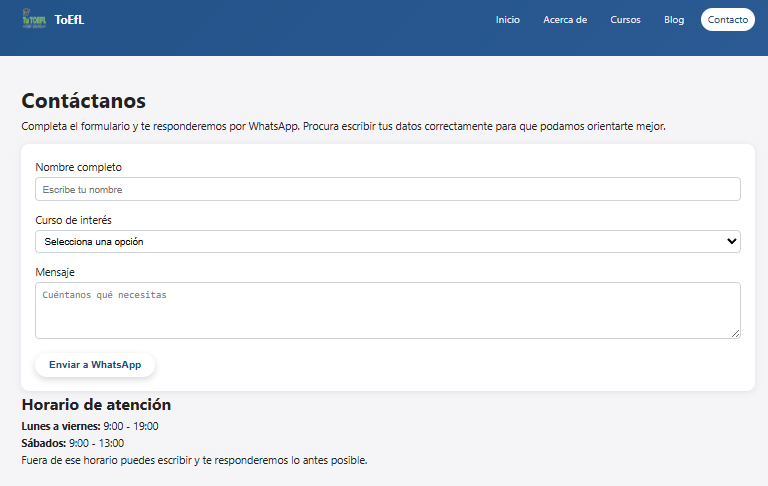 Tu TOEFL
ToEfL
Inicio
Acerca de
Cursos
Blog
Contacto
Contáctanos
Completa el formulario y te responderemos por WhatsApp. Procura escribir tus datos correctamente para que podamos orientarte mejor.
Nombre completo
Escribe tu nombre
Curso de interés
Selecciona una opción
Mensaje
Cuéntanos qué necesitas
Enviar a WhatsApp
Horario de atención
Lunes a viernes: 9:00 - 19:00
Sábados: 9:00 - 13:00
Fuera de ese horario puedes escribir y te responderemos lo antes posible.